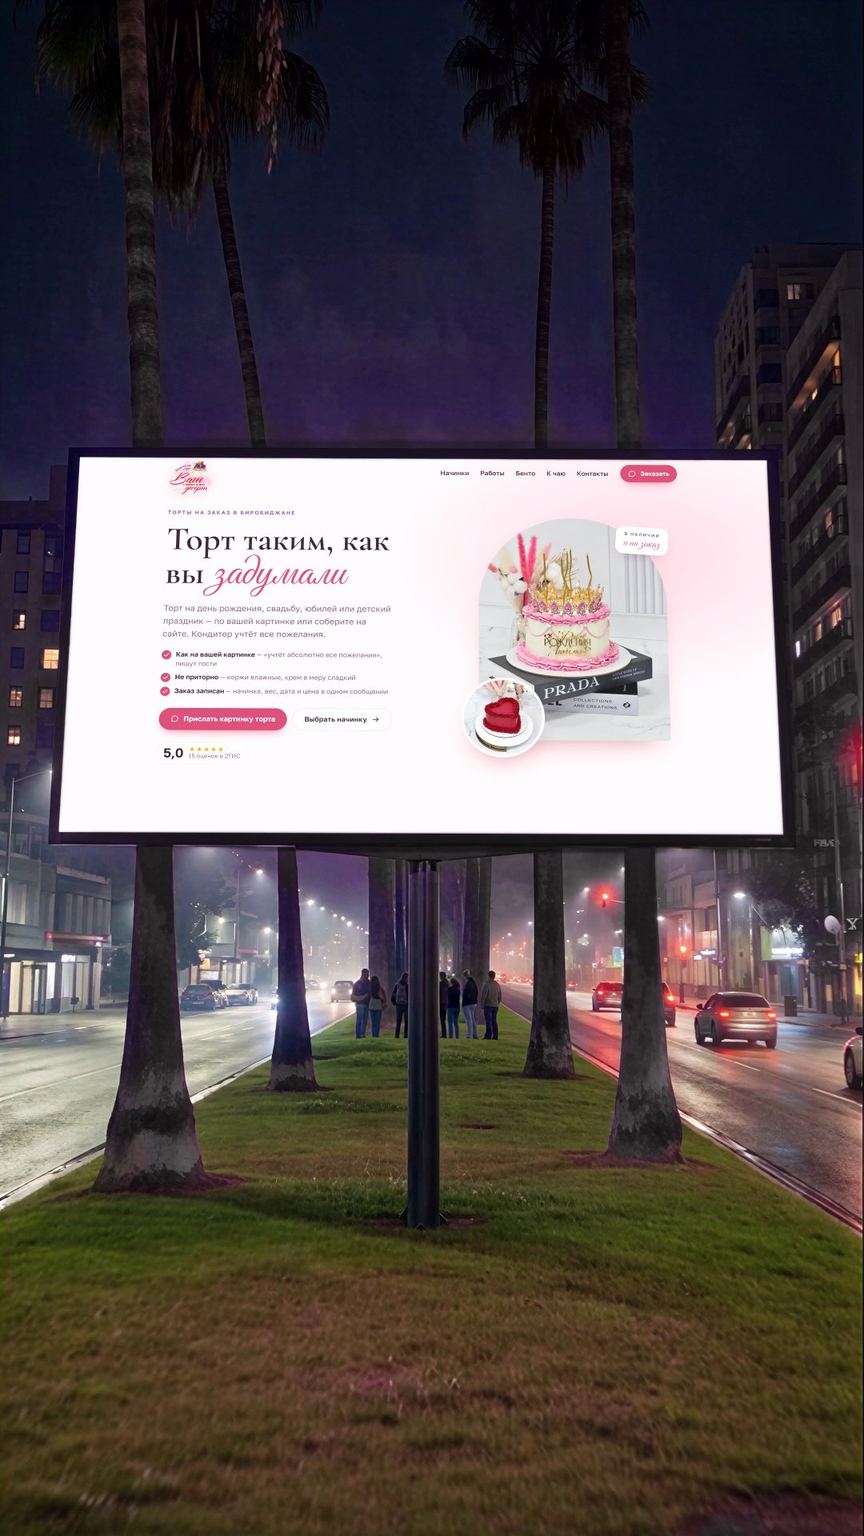 Ваш
десерт
Начинки Работы Бенто К чаю Контакты Заказать
ТОРТЫ НА ЗАКАЗ В БИРОБИДЖАНЕ
Торт таким, как
вы задумали
Торт на день рождения, свадьбу, юбилей или детский
праздник — по вашей картинке или соберите на
сайте. Кондитер учтёт все пожелания.
Как на вашей картинке — «учтёт абсолютно все пожелания»,
пишут гости
Не приторно — коржи влажные, крем в меру сладкий
Заказ записан — начинка, вес, дата и цена в одном сообщении
Прислать картинку торта Выбрать начинку →
5,0 ★★★★★
15 оценок в 2ГИС
В НАЛИЧИИ
и на заказ
РОЖДЕНИЯ
PRADA
COLLECTIONS
AND CREATIONS